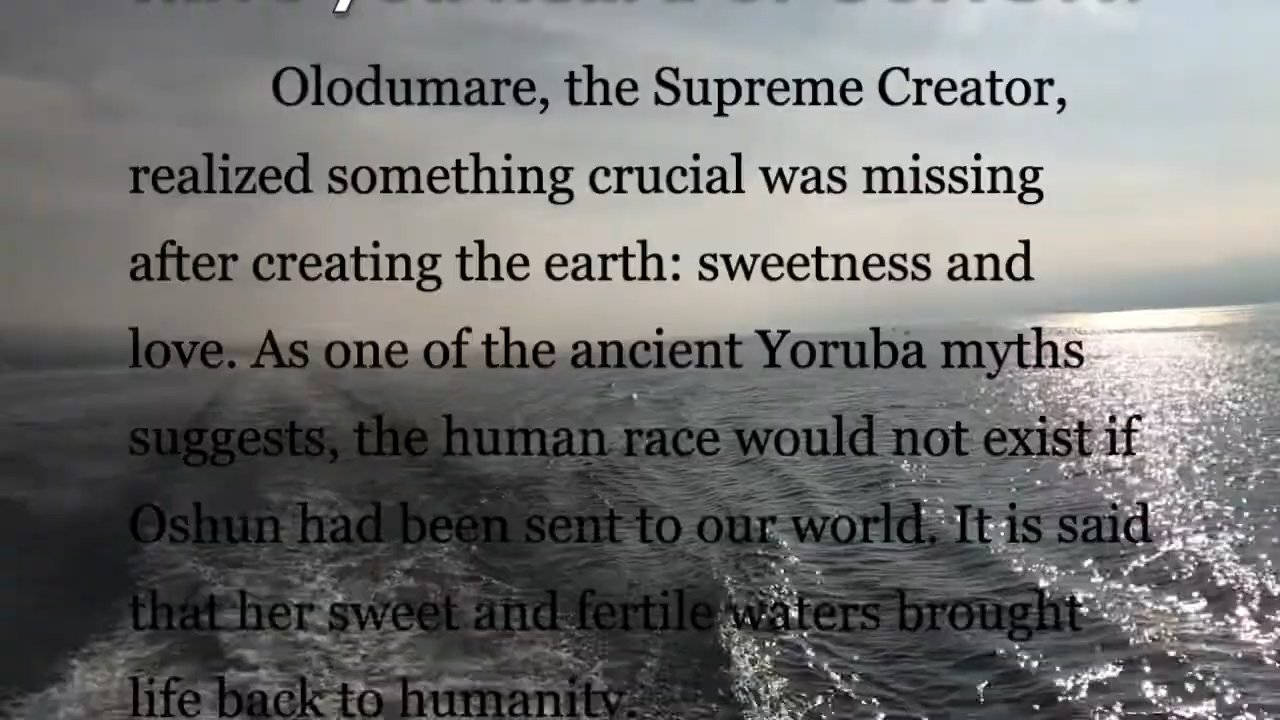 Olodumare, the Supreme Creator,
realized something crucial was missing
after creating the earth: sweetness and
love. As one of the ancient Yoruba myths
suggests, the human race would not exist if
Oshun had been sent to our world. It is said
that her sweet and fertile waters brought
life back to humanity.